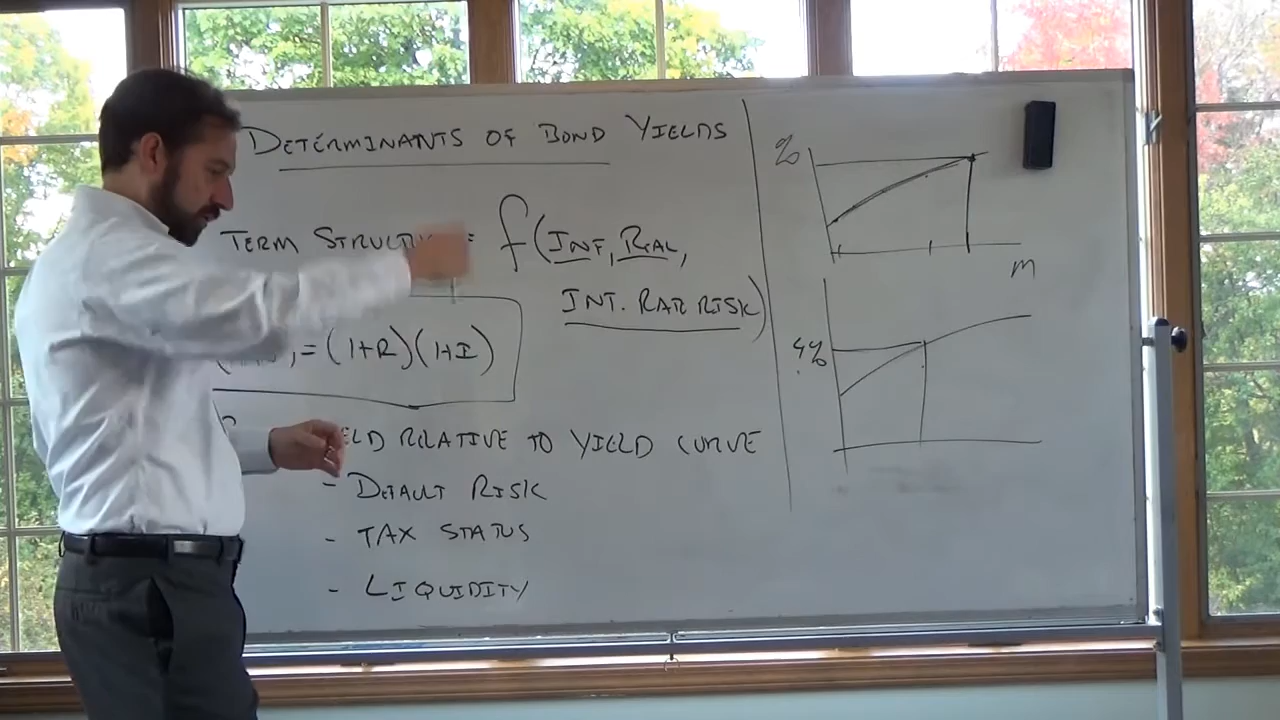 DETERMINANTS OF BOND YIELDS
TERM STRUCTU = f(INF, REAL,
INT. RATE RISK)
= (1+R)(1+I)
ELD RELATIVE TO YIELD CURVE
- DEFAULT RISK
- TAX STATUS
- LIQUIDITY
%
m
4%